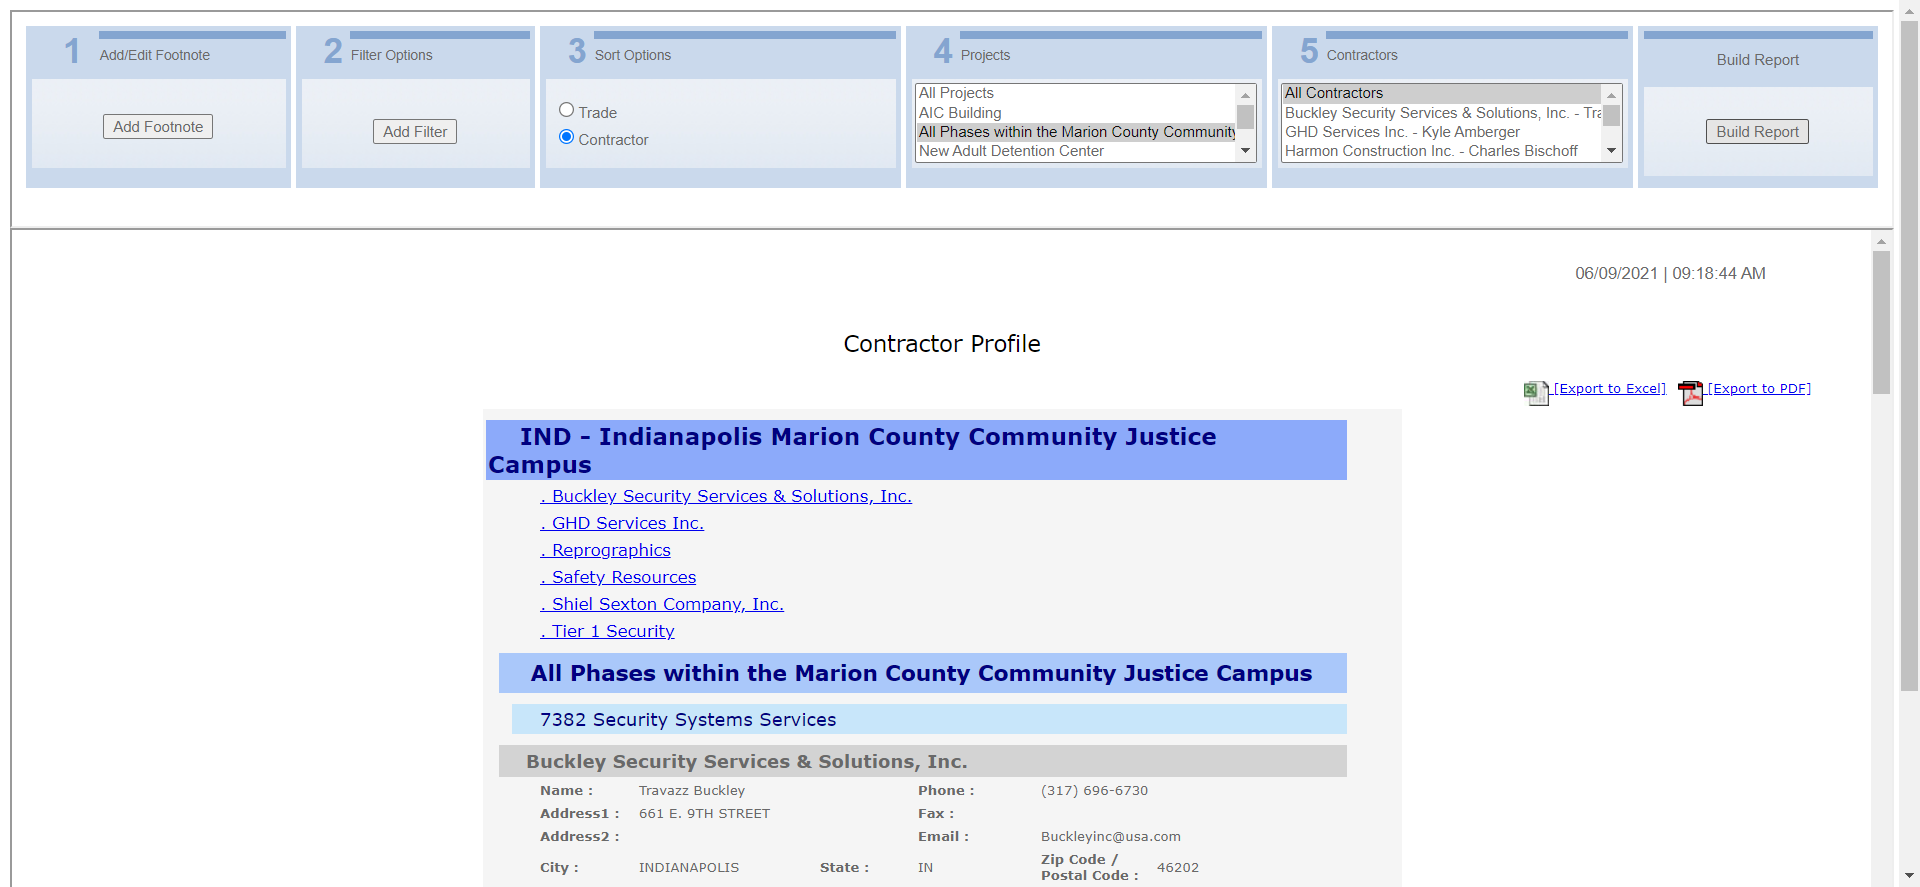 1 Add/Edit Footnote
Add Footnote
2 Filter Options
Add Filter
3 Sort Options
Trade
Contractor
4 Projects
All Projects
AIC Building
All Phases within the Marion County Community
New Adult Detention Center
5 Contractors
All Contractors
Buckley Security Services & Solutions, Inc. - Tra
GHD Services Inc. - Kyle Amberger
Harmon Construction Inc. - Charles Bischoff
Build Report
Build Report
06/09/2021 | 09:18:44 AM
Contractor Profile
[Export to Excel] [Export to PDF]
IND - Indianapolis Marion County Community Justice
Campus
. Buckley Security Services & Solutions, Inc.
. GHD Services Inc.
. Reprographics
. Safety Resources
. Shiel Sexton Company, Inc.
. Tier 1 Security
All Phases within the Marion County Community Justice Campus
7382 Security Systems Services
Buckley Security Services & Solutions, Inc.
Name : Travazz Buckley Phone : (317) 696-6730
Address1 : 661 E. 9TH STREET Fax :
Address2 : Email : Buckleyinc@usa.com
City : INDIANAPOLIS State : IN Zip Code / Postal Code : 46202